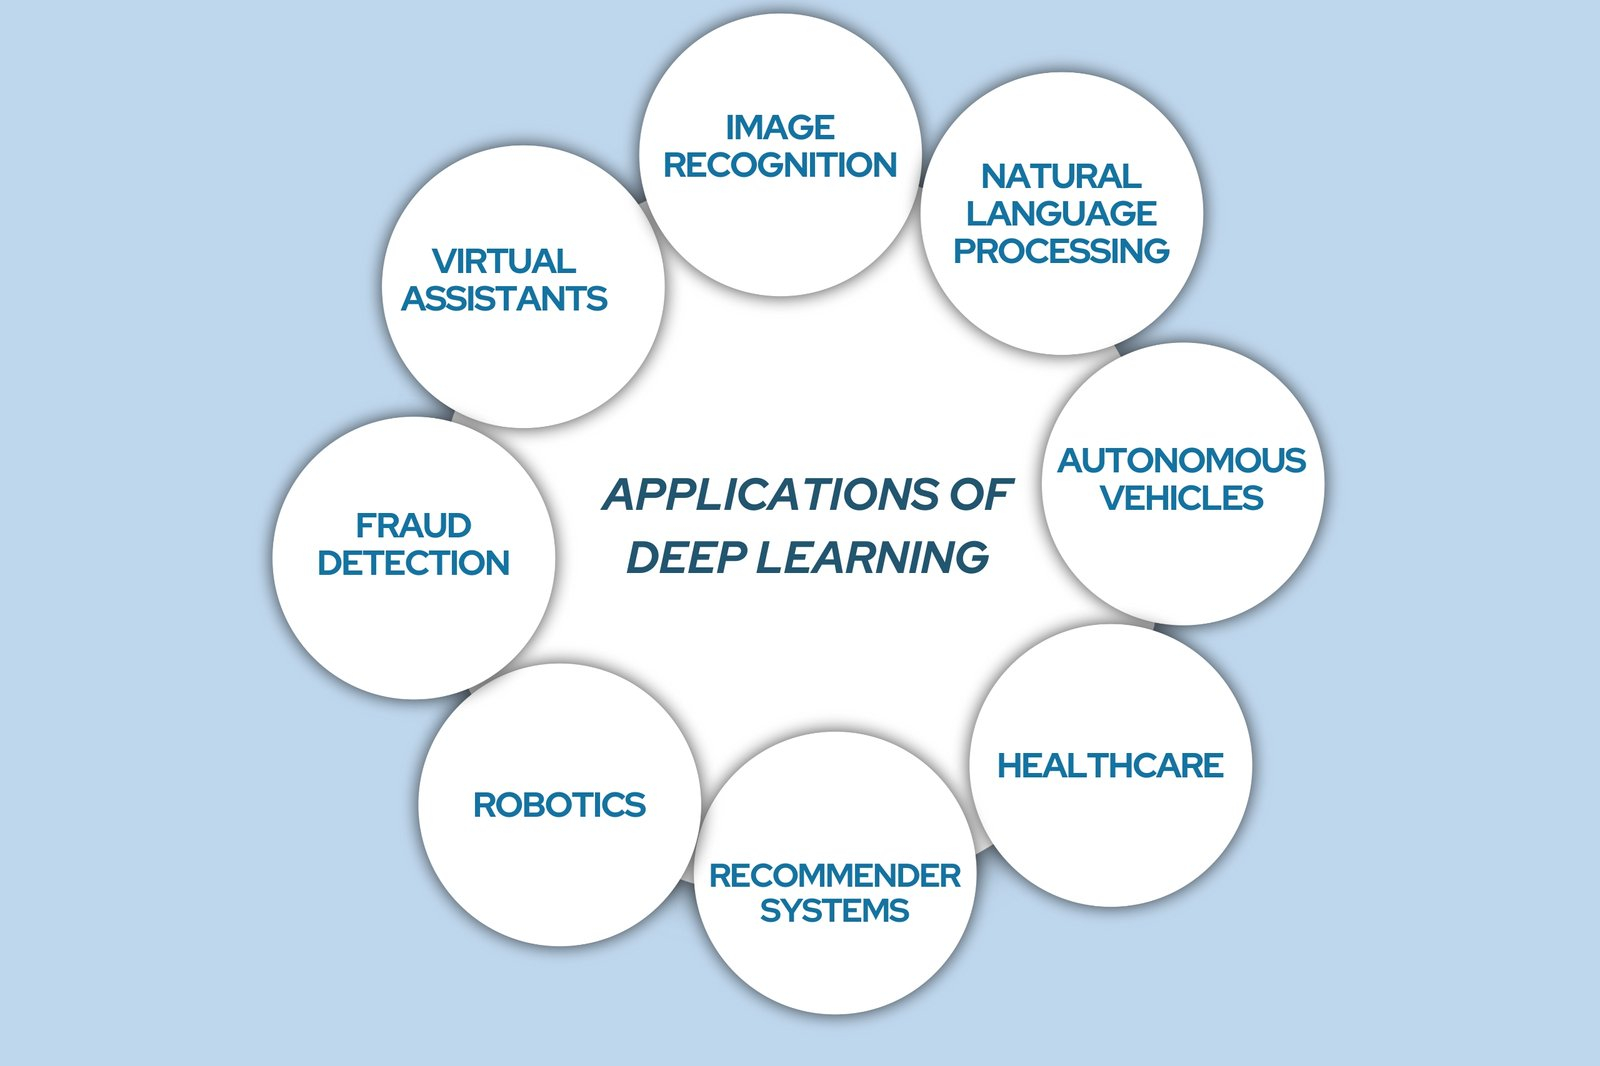 IMAGE
RECOGNITION
NATURAL
LANGUAGE
PROCESSING
VIRTUAL
ASSISTANTS
AUTONOMOUS
VEHICLES
APPLICATIONS OF
DEEP LEARNING
FRAUD
DETECTION
HEALTHCARE
ROBOTICS
RECOMMENDER
SYSTEMS